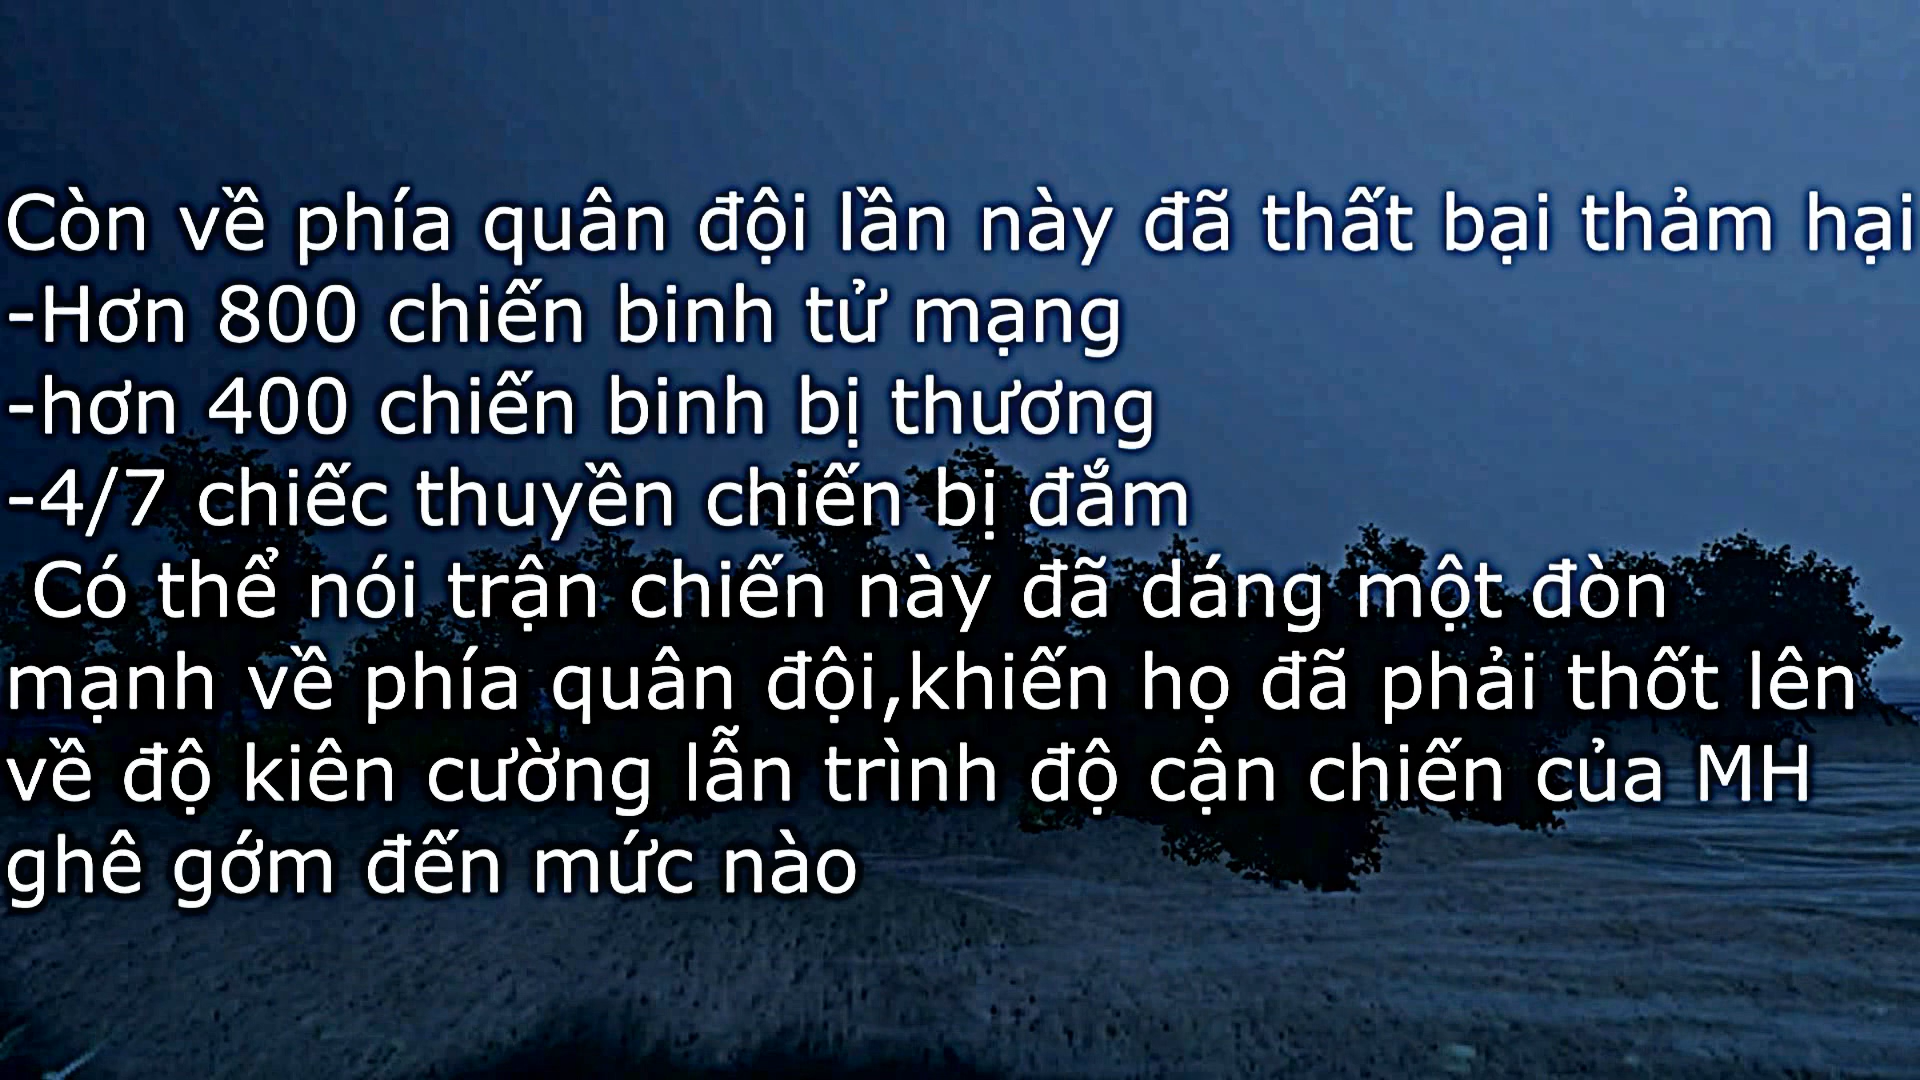 Còn về phía quân đội lần này đã thất bại thảm hại
-Hơn 800 chiến binh tử mạng
-hơn 400 chiến binh bị thương
-4/7 chiếc thuyền chiến bị đắm
Có thể nói trận chiến này đã dáng một đòn
mạnh về phía quân đội,khiến họ đã phải thốt lên
về độ kiên cường lẫn trình độ cận chiến của MH
ghê gớm đến mức nào